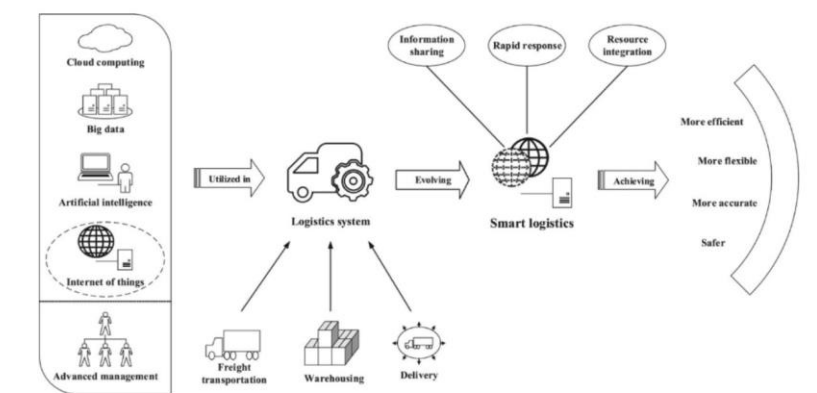 Cloud computing
Big data
Artificial intelligence
Internet of things
Advanced management
Utilized in
Logistics system
Freight
transportation
Warehousing
Delivery
Evolving
Information
sharing
Rapid response
Resource
integration
Smart logistics
Achieving
More efficient
More flexible
More accurate
Safer